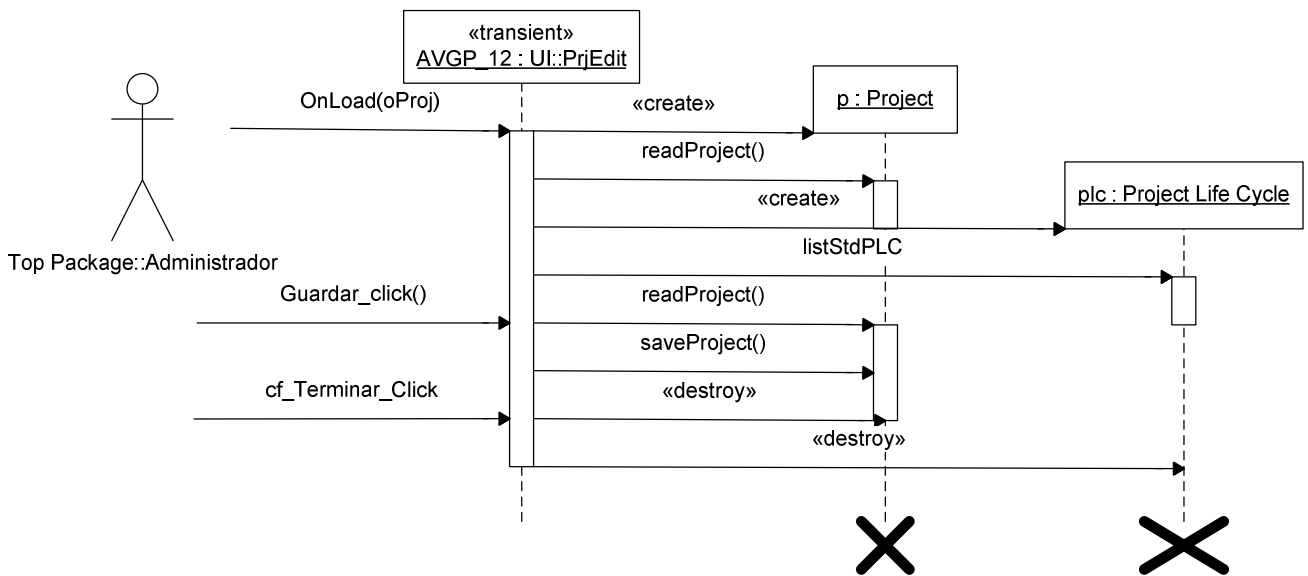 «transient»
AVGP_12 : UI::PrjEdit
OnLoad(oProj)
«create»
p : Project
readProject()
«create»
plc : Project Life Cycle
listStdPLC
Top Package::Administrador
Guardar_click()
readProject()
saveProject()
cf_Terminar_Click
«destroy»
«destroy»